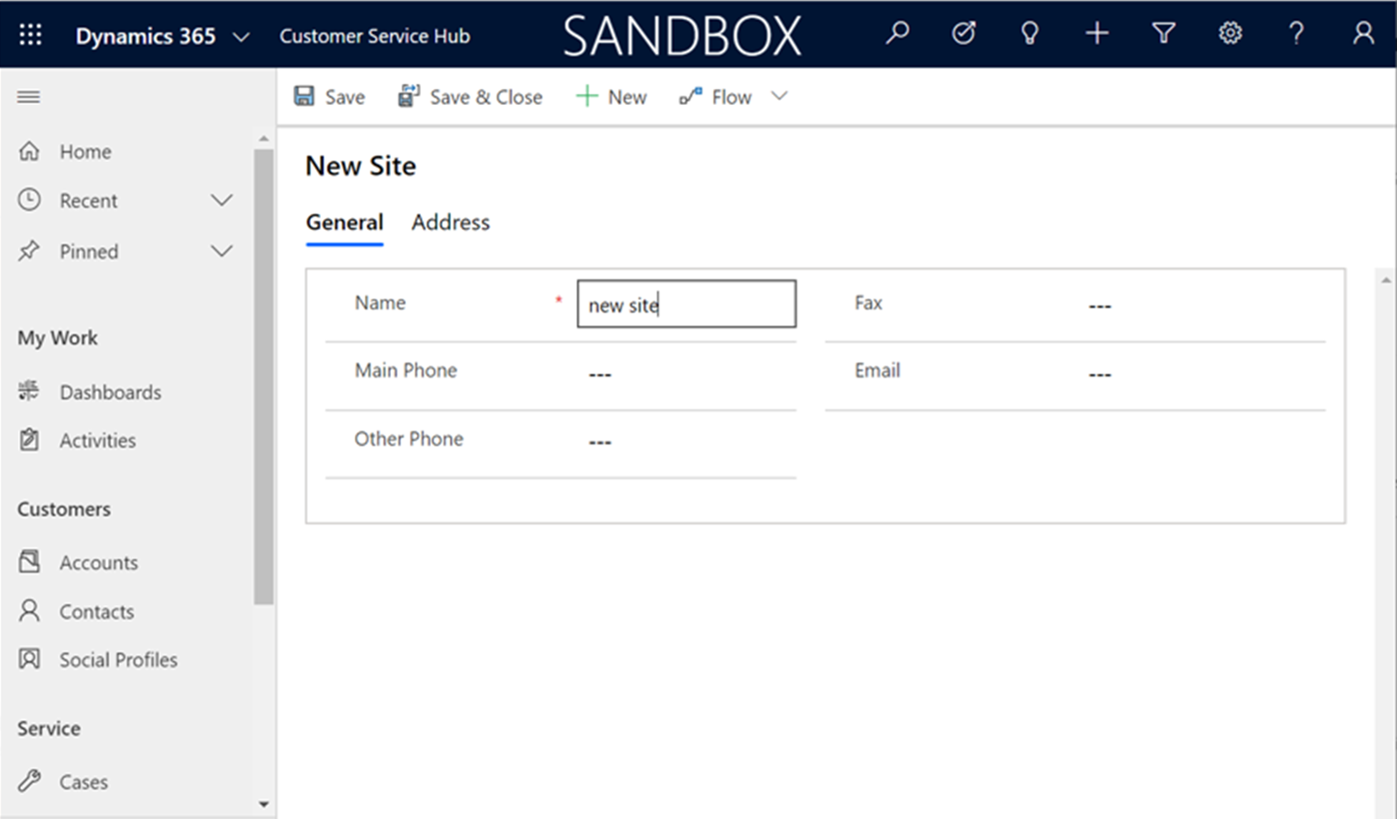 Dynamics 365 Customer Service Hub SANDBOX ?
Save Save & Close New Flow
Home
Recent
Pinned
My Work
Dashboards
Activities
Customers
Accounts
Contacts
Social Profiles
Service
Cases
New Site
General Address
Name * new site Fax ---
Main Phone --- Email ---
Other Phone ---